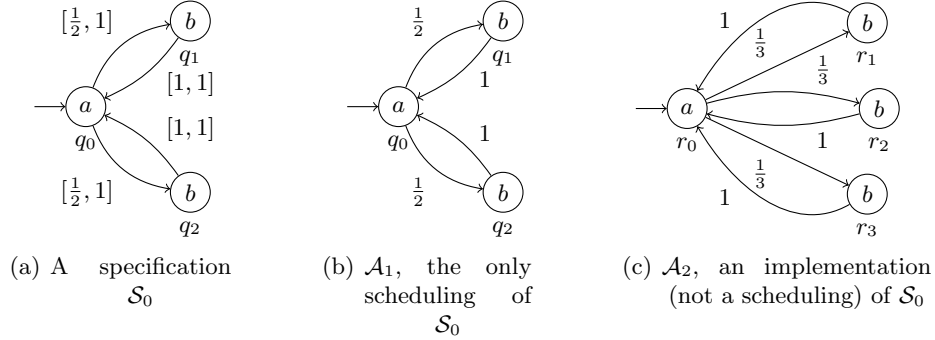 [1/2, 1]
b
q1
[1, 1]
a
q0
[1, 1]
[1/2, 1]
b
q2
(a) A specification
S0
1/2
b
q1
1
a
q0
1
1/2
b
q2
(b) A1, the only
scheduling of
S0
1
b
1/3
r1
1/3
a
b
r0
r2
1
1/3
1
b
r3
(c) A2, an implementation
(not a scheduling) of S0